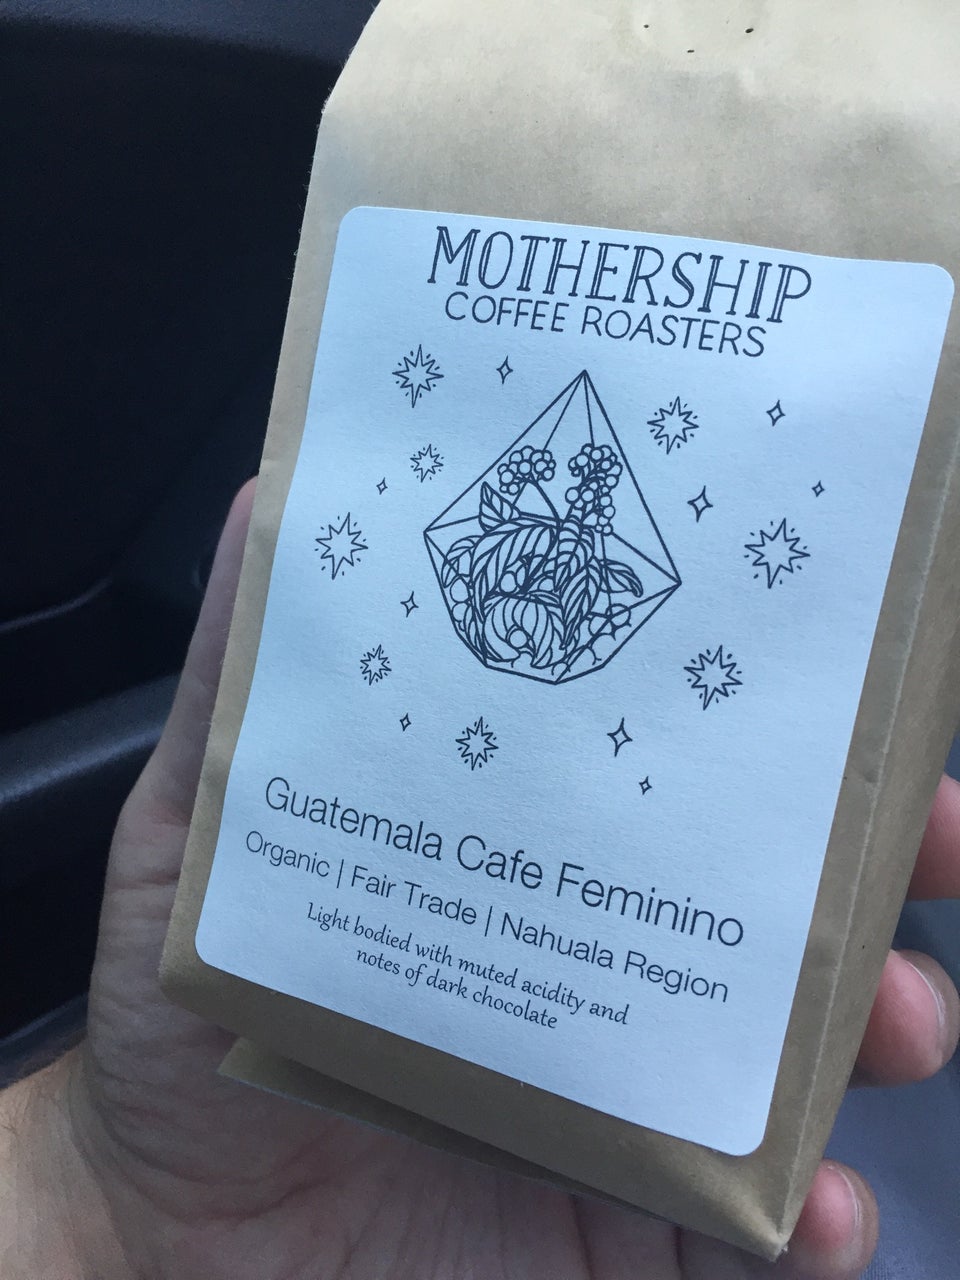 MOTHERSHIP
COFFEE ROASTERS
Guatemala Cafe Feminino
Organic | Fair Trade | Nahuala Region
Light bodied with muted acidity and
notes of dark chocolate